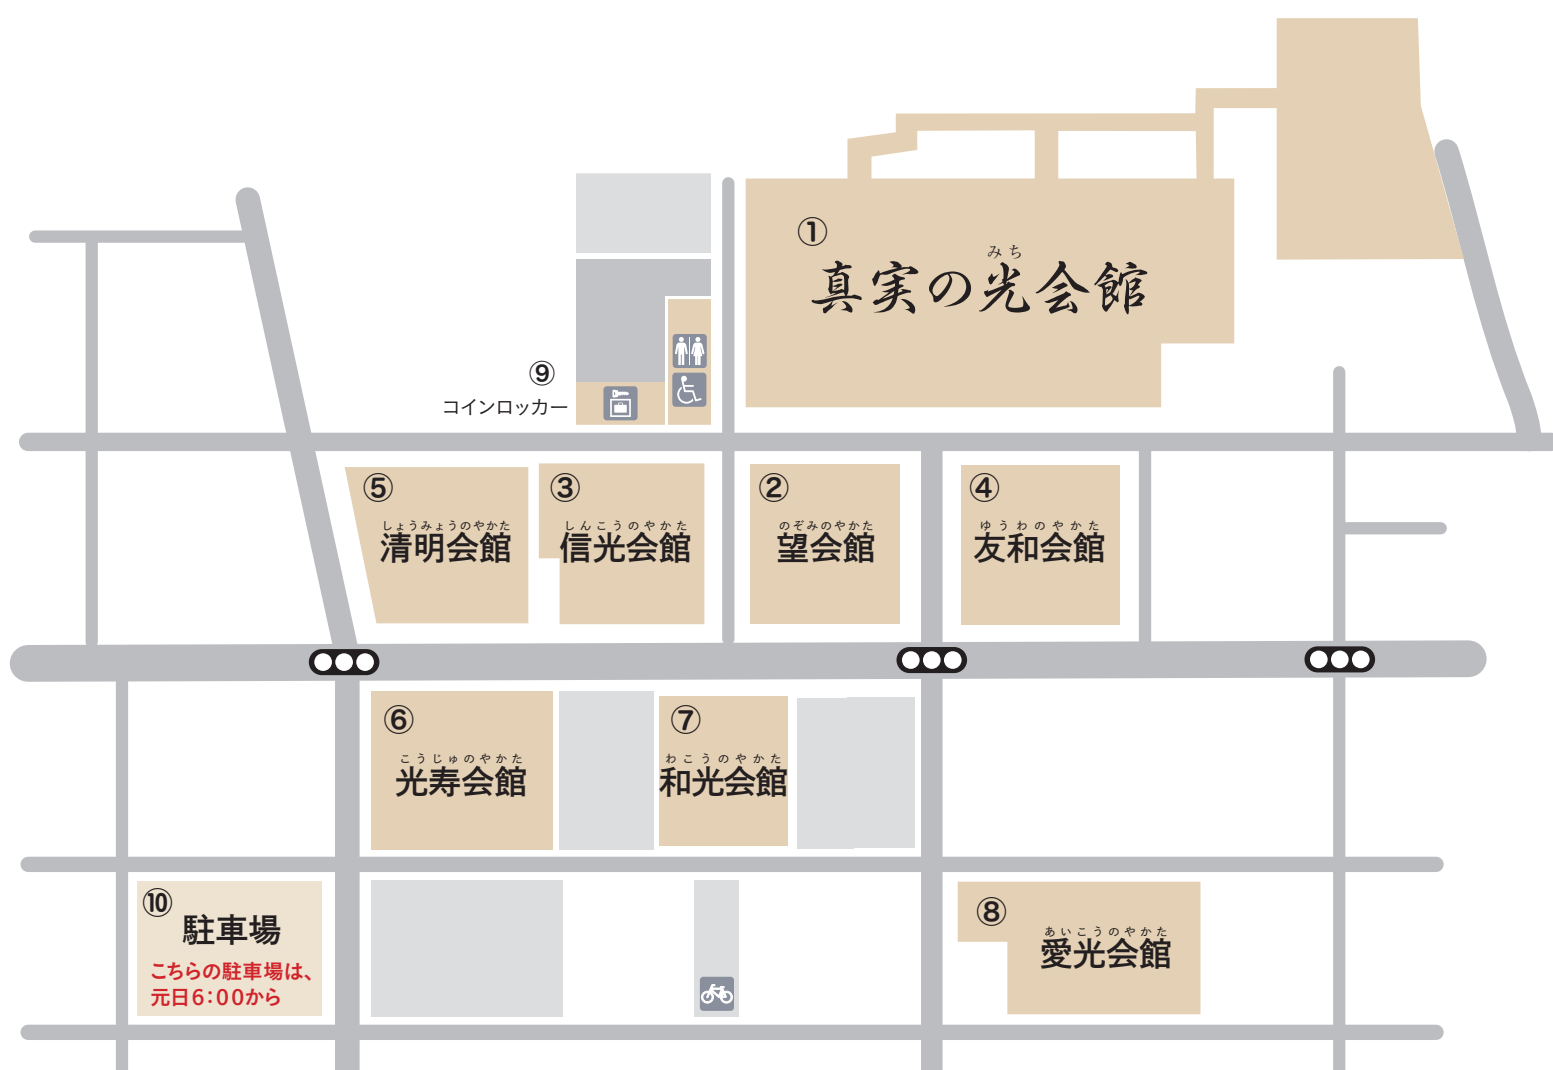 ①
みち
真実の光会館
⑨
コインロッカー
⑤
しょうみょうのやかた
清明会館
③
しんこうのやかた
信光会館
②
のぞみのやかた
望会館
④
ゆうわのやかた
友和会館
⑥
こうじゅのやかた
光寿会館
⑦
わこうのやかた
和光会館
⑩
駐車場
こちらの駐車場は、
元日6:00から
⑧
あいこうのやかた
愛光会館